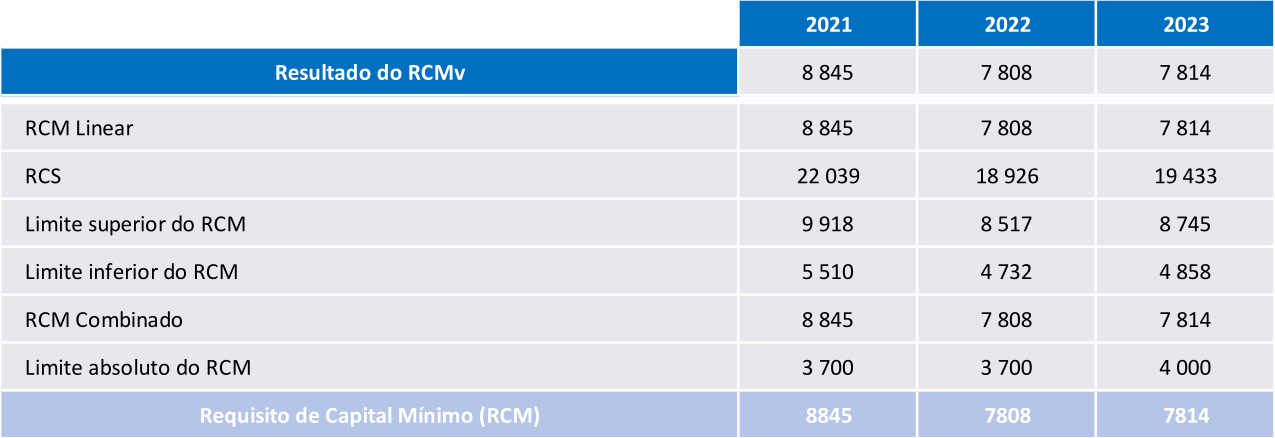 2021 2022 2023
Resultado do RCMv 8 845 7 808 7 814
RCM Linear 8 845 7 808 7 814
RCS 22 039 18 926 19 433
Limite superior do RCM 9 918 8 517 8 745
Limite inferior do RCM 5 510 4 732 4 858
RCM Combinado 8 845 7 808 7 814
Limite absoluto do RCM 3 700 3 700 4 000
Requisito de Capital Mínimo (RCM) 8845 7808 7814